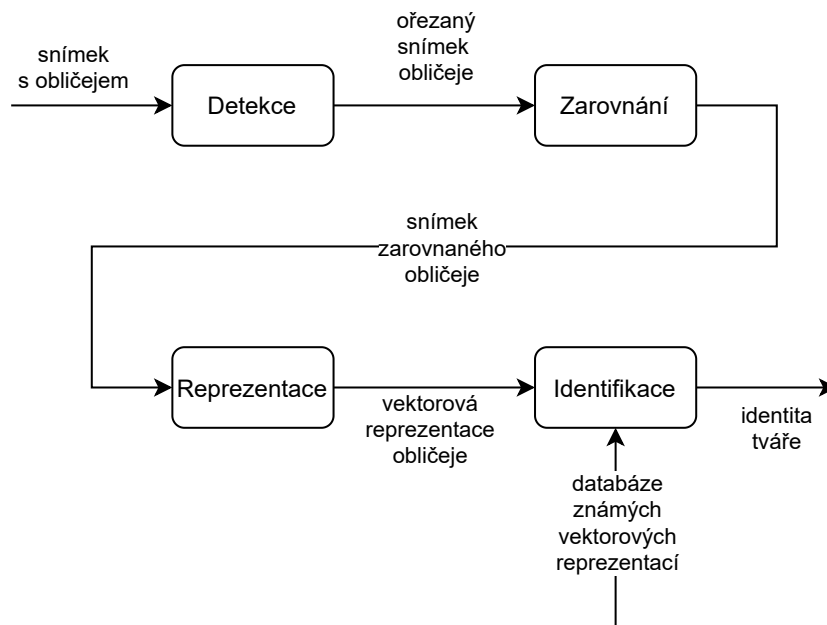 snímek
s obličejem
Detekce
ořezaný
snímek
obličeje
Zarovnání
snímek
zarovnaného
obličeje
Reprezentace
vektorová
reprezentace
obličeje
Identifikace
identita
tváře
databáze
známých
vektorových
reprezentací